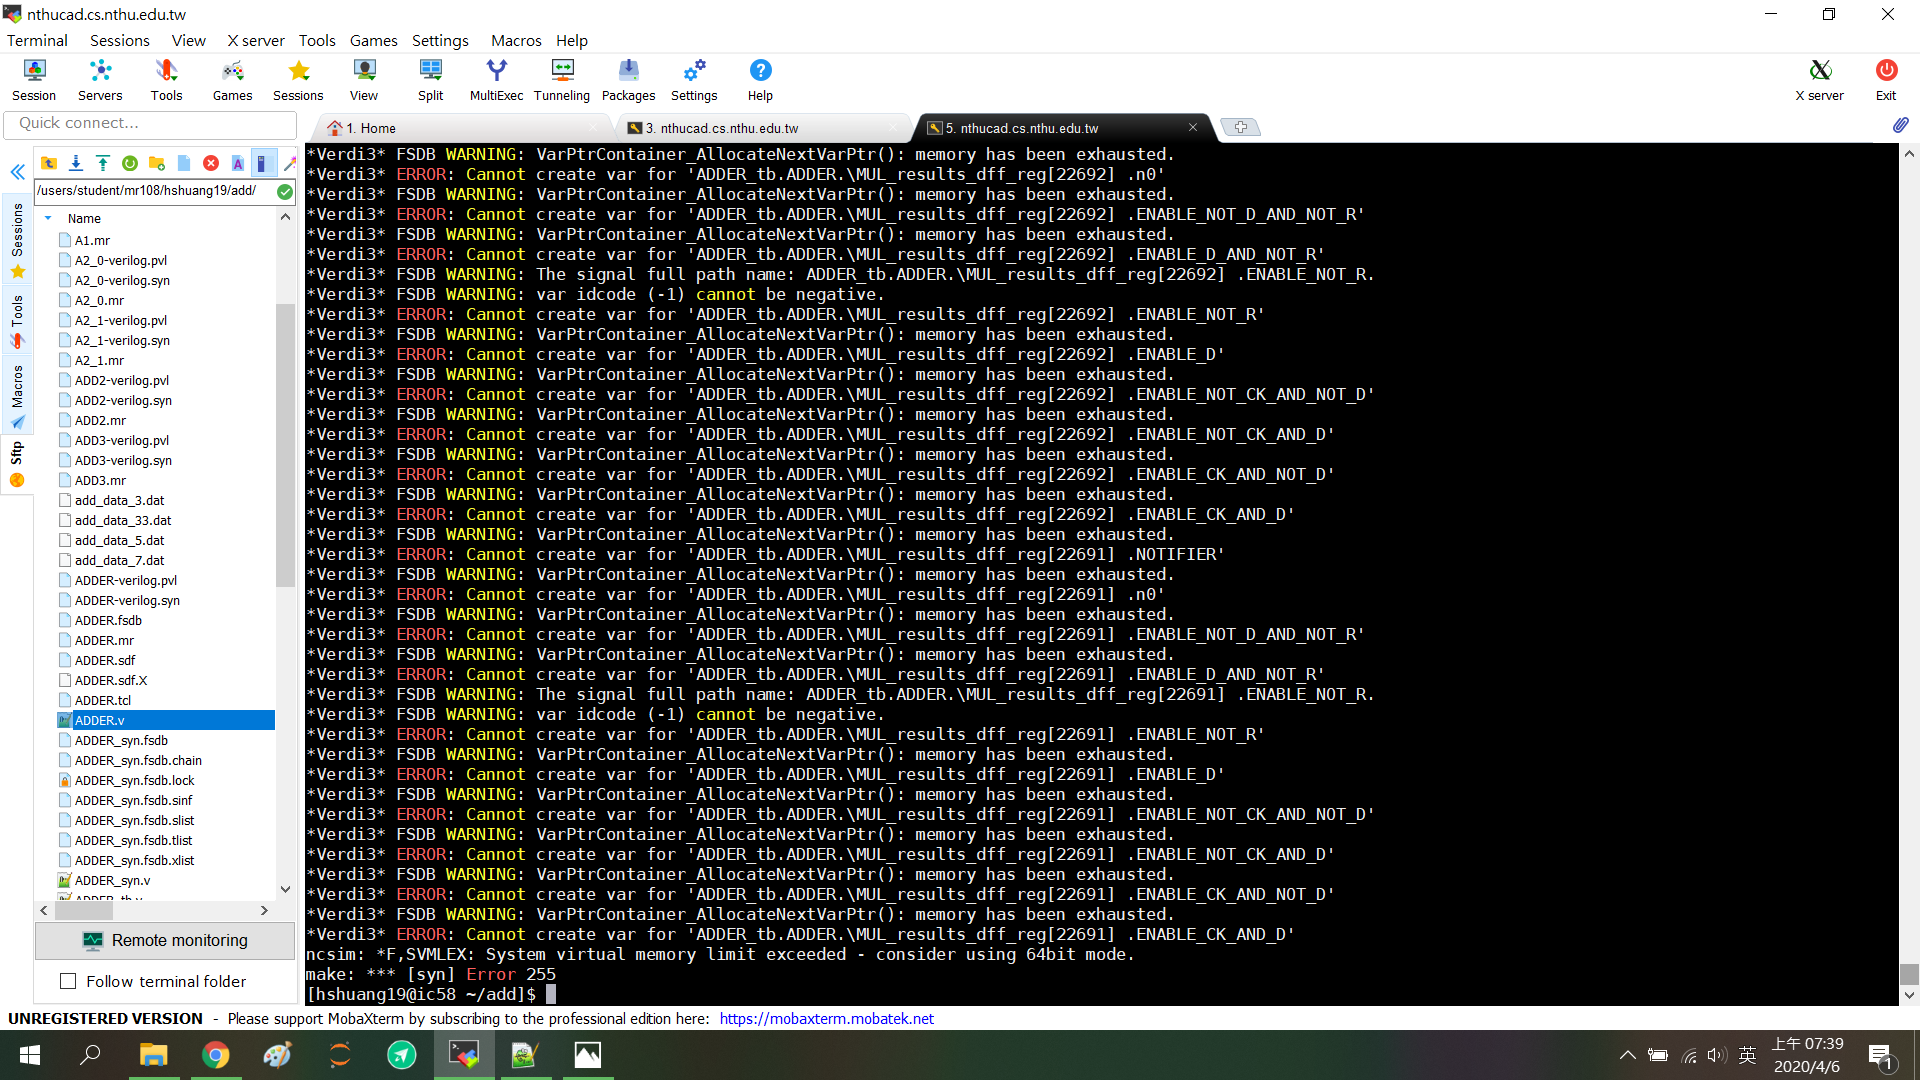 nthucad.cs.nthu.edu.tw
Terminal Sessions View X server Tools Games Settings Macros Help
Session Servers Tools Games Sessions View Split MultiExec Tunneling Packages Settings Help X server Exit
Quick connect...
1. Home
3. nthucad.cs.nthu.edu.tw
5. nthucad.cs.nthu.edu.tw
Sessions
Tools
Macros
Sftp
/users/student/mr108/hshuang19/add/
Name
A1.mr
A2_0-verilog.pvl
A2_0-verilog.syn
A2_0.mr
A2_1-verilog.pvl
A2_1-verilog.syn
A2_1.mr
ADD2-verilog.pvl
ADD2-verilog.syn
ADD2.mr
ADD3-verilog.pvl
ADD3-verilog.syn
ADD3.mr
add_data_3.dat
add_data_33.dat
add_data_5.dat
add_data_7.dat
ADDER-verilog.pvl
ADDER-verilog.syn
ADDER.fsdb
ADDER.mr
ADDER.sdf
ADDER.sdf.X
ADDER.tcl
ADDER.v
ADDER_syn.fsdb
ADDER_syn.fsdb.chain
ADDER_syn.fsdb.lock
ADDER_syn.fsdb.sinf
ADDER_syn.fsdb.slist
ADDER_syn.fsdb.tlist
ADDER_syn.fsdb.xlist
ADDER_syn.v
Remote monitoring
Follow terminal folder
*Verdi3* FSDB WARNING: VarPtrContainer_AllocateNextVarPtr(): memory has been exhausted.
*Verdi3* ERROR: Cannot create var for 'ADDER_tb.ADDER.\MUL_results_dff_reg[22692] .n0'
*Verdi3* FSDB WARNING: VarPtrContainer_AllocateNextVarPtr(): memory has been exhausted.
*Verdi3* ERROR: Cannot create var for 'ADDER_tb.ADDER.\MUL_results_dff_reg[22692] .ENABLE_NOT_D_AND_NOT_R'
*Verdi3* FSDB WARNING: VarPtrContainer_AllocateNextVarPtr(): memory has been exhausted.
*Verdi3* ERROR: Cannot create var for 'ADDER_tb.ADDER.\MUL_results_dff_reg[22692] .ENABLE_D_AND_NOT_R'
*Verdi3* FSDB WARNING: The signal full path name: ADDER_tb.ADDER.\MUL_results_dff_reg[22692] .ENABLE_NOT_R.
*Verdi3* FSDB WARNING: var idcode (-1) cannot be negative.
*Verdi3* ERROR: Cannot create var for 'ADDER_tb.ADDER.\MUL_results_dff_reg[22692] .ENABLE_NOT_R'
*Verdi3* FSDB WARNING: VarPtrContainer_AllocateNextVarPtr(): memory has been exhausted.
*Verdi3* ERROR: Cannot create var for 'ADDER_tb.ADDER.\MUL_results_dff_reg[22692] .ENABLE_D'
*Verdi3* FSDB WARNING: VarPtrContainer_AllocateNextVarPtr(): memory has been exhausted.
*Verdi3* ERROR: Cannot create var for 'ADDER_tb.ADDER.\MUL_results_dff_reg[22692] .ENABLE_NOT_CK_AND_NOT_D'
*Verdi3* FSDB WARNING: VarPtrContainer_AllocateNextVarPtr(): memory has been exhausted.
*Verdi3* ERROR: Cannot create var for 'ADDER_tb.ADDER.\MUL_results_dff_reg[22692] .ENABLE_NOT_CK_AND_D'
*Verdi3* FSDB WARNING: VarPtrContainer_AllocateNextVarPtr(): memory has been exhausted.
*Verdi3* ERROR: Cannot create var for 'ADDER_tb.ADDER.\MUL_results_dff_reg[22692] .ENABLE_CK_AND_NOT_D'
*Verdi3* FSDB WARNING: VarPtrContainer_AllocateNextVarPtr(): memory has been exhausted.
*Verdi3* ERROR: Cannot create var for 'ADDER_tb.ADDER.\MUL_results_dff_reg[22692] .ENABLE_CK_AND_D'
*Verdi3* FSDB WARNING: VarPtrContainer_AllocateNextVarPtr(): memory has been exhausted.
*Verdi3* ERROR: Cannot create var for 'ADDER_tb.ADDER.\MUL_results_dff_reg[22691] .NOTIFIER'
*Verdi3* FSDB WARNING: VarPtrContainer_AllocateNextVarPtr(): memory has been exhausted.
*Verdi3* ERROR: Cannot create var for 'ADDER_tb.ADDER.\MUL_results_dff_reg[22691] .n0'
*Verdi3* FSDB WARNING: VarPtrContainer_AllocateNextVarPtr(): memory has been exhausted.
*Verdi3* ERROR: Cannot create var for 'ADDER_tb.ADDER.\MUL_results_dff_reg[22691] .ENABLE_NOT_D_AND_NOT_R'
*Verdi3* FSDB WARNING: VarPtrContainer_AllocateNextVarPtr(): memory has been exhausted.
*Verdi3* ERROR: Cannot create var for 'ADDER_tb.ADDER.\MUL_results_dff_reg[22691] .ENABLE_D_AND_NOT_R'
*Verdi3* FSDB WARNING: The signal full path name: ADDER_tb.ADDER.\MUL_results_dff_reg[22691] .ENABLE_NOT_R.
*Verdi3* FSDB WARNING: var idcode (-1) cannot be negative.
*Verdi3* ERROR: Cannot create var for 'ADDER_tb.ADDER.\MUL_results_dff_reg[22691] .ENABLE_NOT_R'
*Verdi3* FSDB WARNING: VarPtrContainer_AllocateNextVarPtr(): memory has been exhausted.
*Verdi3* ERROR: Cannot create var for 'ADDER_tb.ADDER.\MUL_results_dff_reg[22691] .ENABLE_D'
*Verdi3* FSDB WARNING: VarPtrContainer_AllocateNextVarPtr(): memory has been exhausted.
*Verdi3* ERROR: Cannot create var for 'ADDER_tb.ADDER.\MUL_results_dff_reg[22691] .ENABLE_NOT_CK_AND_NOT_D'
*Verdi3* FSDB WARNING: VarPtrContainer_AllocateNextVarPtr(): memory has been exhausted.
*Verdi3* ERROR: Cannot create var for 'ADDER_tb.ADDER.\MUL_results_dff_reg[22691] .ENABLE_NOT_CK_AND_D'
*Verdi3* FSDB WARNING: VarPtrContainer_AllocateNextVarPtr(): memory has been exhausted.
*Verdi3* ERROR: Cannot create var for 'ADDER_tb.ADDER.\MUL_results_dff_reg[22691] .ENABLE_CK_AND_NOT_D'
*Verdi3* FSDB WARNING: VarPtrContainer_AllocateNextVarPtr(): memory has been exhausted.
*Verdi3* ERROR: Cannot create var for 'ADDER_tb.ADDER.\MUL_results_dff_reg[22691] .ENABLE_CK_AND_D'
ncsim: *F,SVMLEX: System virtual memory limit exceeded - consider using 64bit mode.
make: *** [syn] Error 255
[hshuang19@ic58 ~/add]$
UNREGISTERED VERSION - Please support MobaXterm by subscribing to the professional edition here: https://mobaxterm.mobatek.net
英
上午 07:39
2020/4/6
1